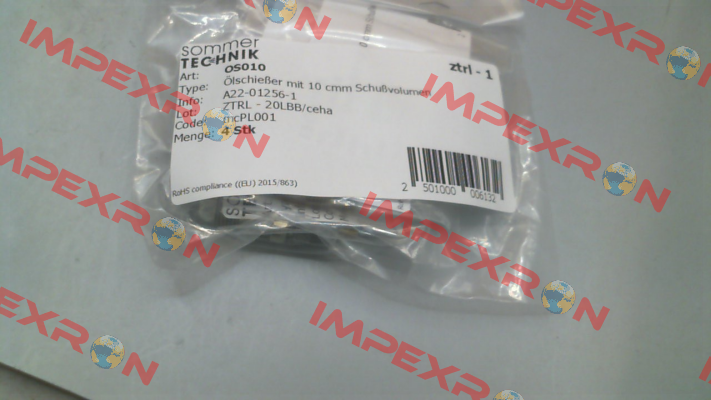 sommer
TECHNIK
ztrl - 1
Art: OS010
Type: Ölschießer mit 10 cmm Schußvolumen
Info: A22-01256-1
Lot: ZTRL - 20LBB/ceha
Code: mcPL001
Menge: 4 Stk
RoHS compliance ((EU) 2015/863)
2 501000 006132
IMPEXRON
IMPEXRON
IMPEXRON
IMPEXRON
IMPEXRON
IMPEXRON